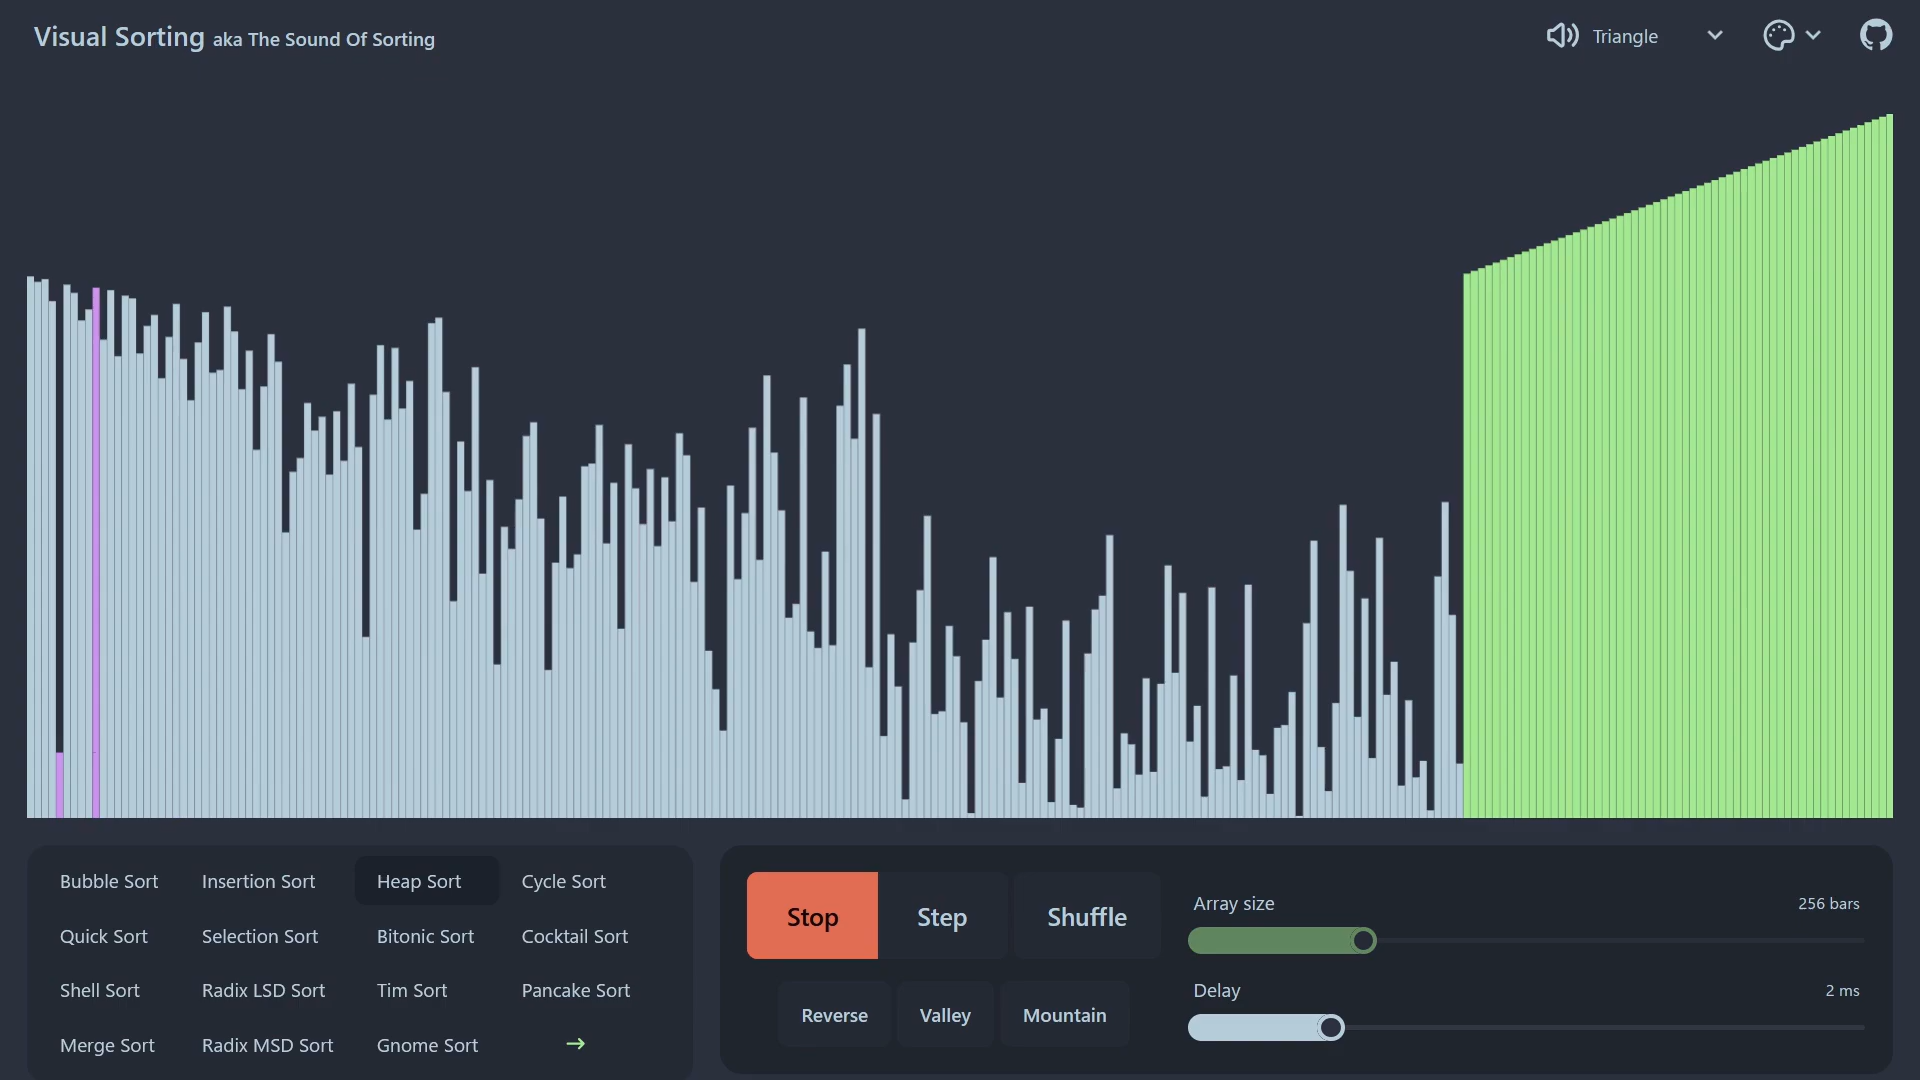 Visual Sorting aka The Sound Of Sorting
Triangle
Bubble Sort
Insertion Sort
Heap Sort
Cycle Sort
Quick Sort
Selection Sort
Bitonic Sort
Cocktail Sort
Shell Sort
Radix LSD Sort
Tim Sort
Pancake Sort
Merge Sort
Radix MSD Sort
Gnome Sort
→
Stop
Step
Shuffle
Reverse
Valley
Mountain
Array size
256 bars
Delay
2 ms